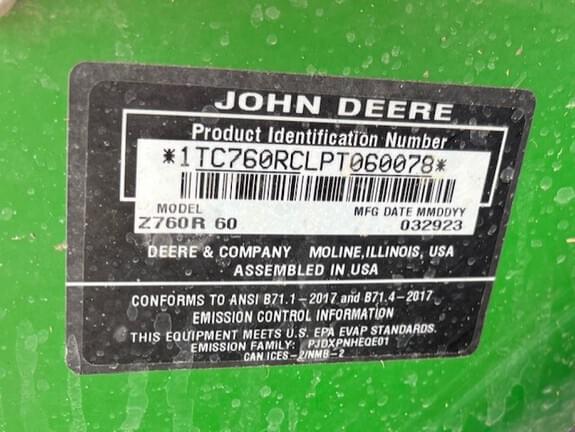 JOHN DEERE
Product Identification Number
*1TC760RCLPT060078*
MODEL MFG DATE MMDDYY
Z760R 60 032923
DEERE & COMPANY MOLINE, ILLINOIS, USA
ASSEMBLED IN USA
CONFORMS TO ANSI B71.1-2017 and B71.4-2017
EMISSION CONTROL INFORMATION
THIS EQUIPMENT MEETS U.S. EPA EVAP STANDARDS.
EMISSION FAMILY: PJDXPNHEQE01
CAN ICES-2/NMB-2